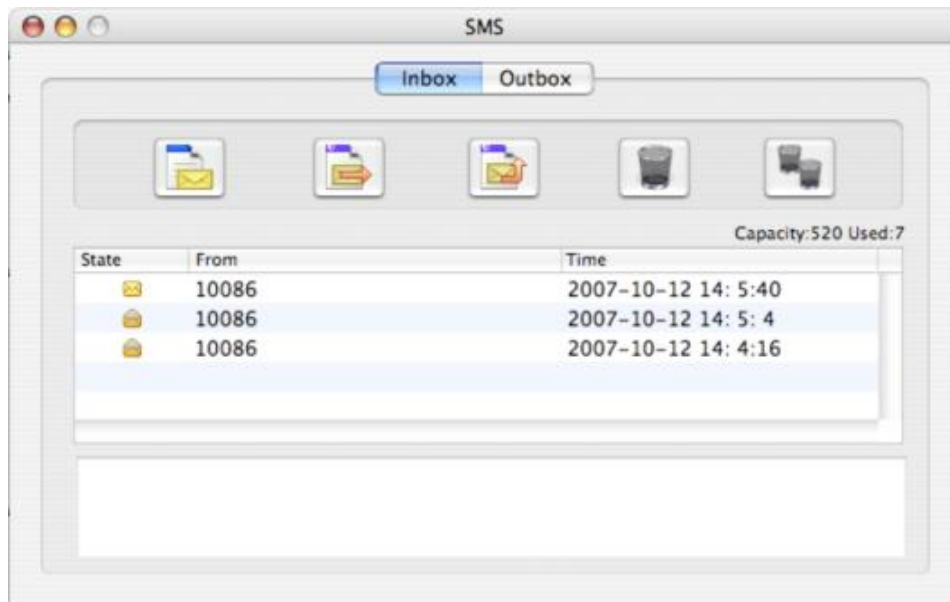 SMS
Inbox Outbox
Capacity:520 Used:7
State From Time
10086 2007-10-12 14: 5:40
10086 2007-10-12 14: 5: 4
10086 2007-10-12 14: 4:16